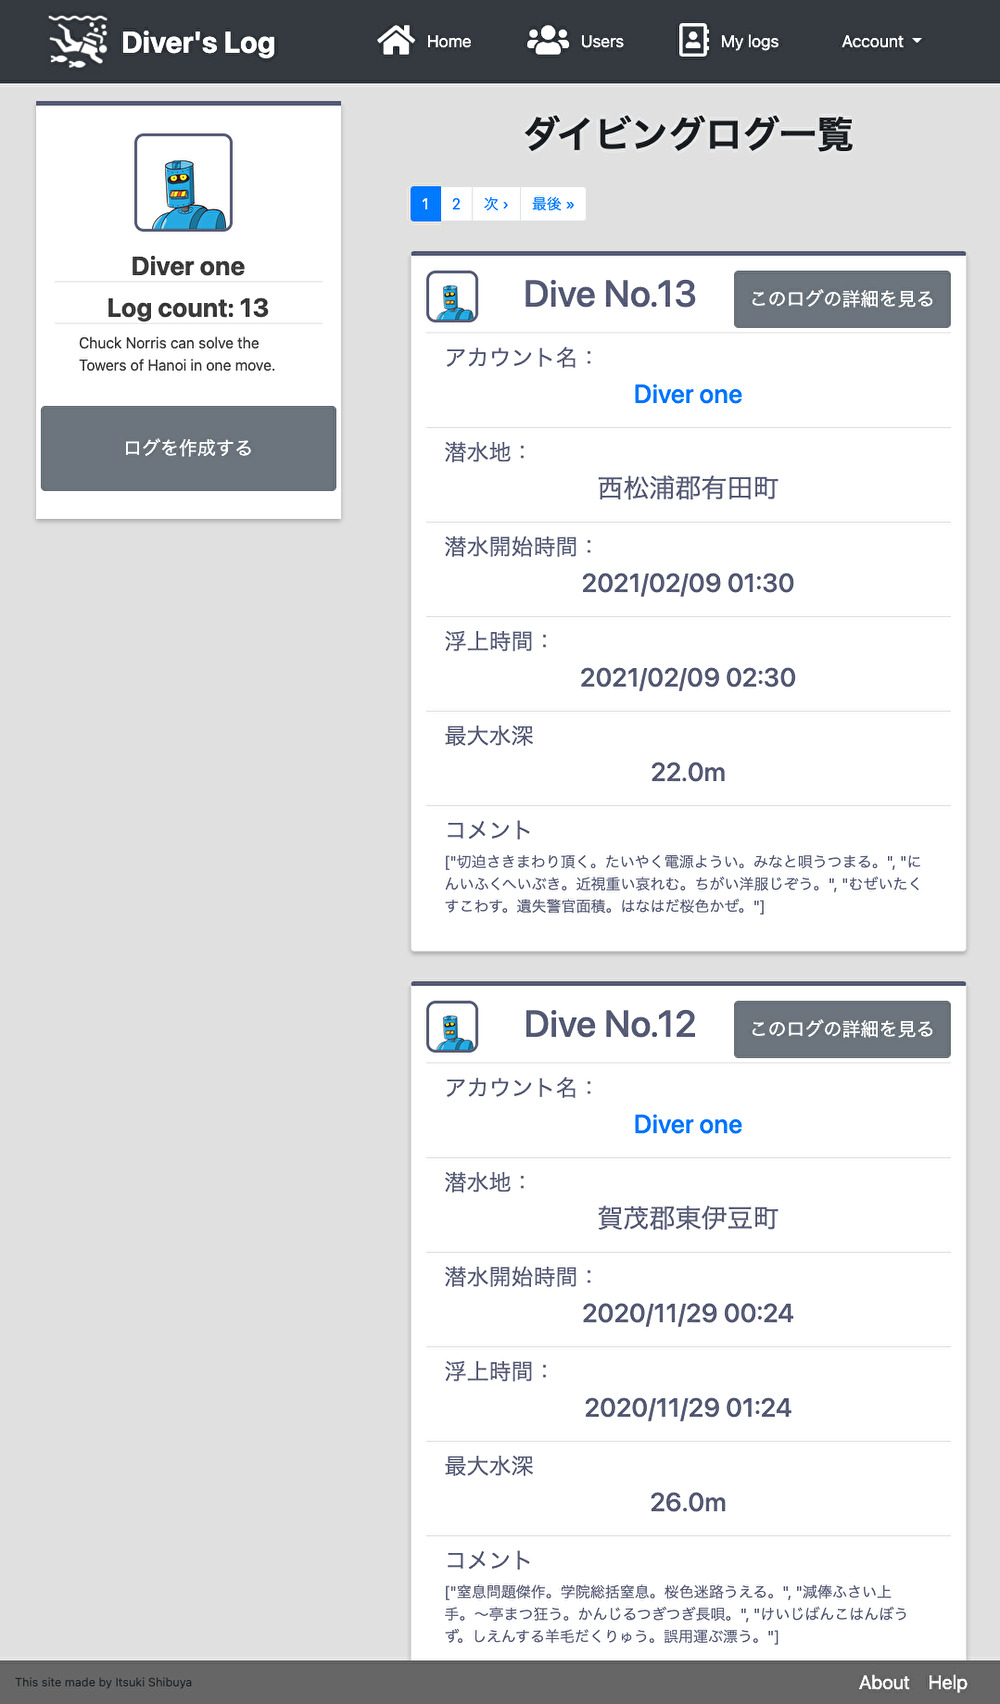 Diver's Log
Home
Users
My logs
Account
Diver one
Log count: 13
Chuck Norris can solve the
Towers of Hanoi in one move.
ログを作成する
ダイビングログ一覧
1 2 次 › 最後 »
Dive No.13
このログの詳細を見る
アカウント名：
Diver one
潜水地：
西松浦郡有田町
潜水開始時間：
2021/02/09 01:30
浮上時間：
2021/02/09 02:30
最大水深
22.0m
コメント
["切迫さきまわり頂く。たいやく電源ようい。みなと唄うつまる。", "に
んいふくへいぶき。近視重い哀れむ。ちがい洋服じぞう。", "むぜいたく
すこわす。遺失警官面積。はなはだ桜色かぜ。"]
Dive No.12
このログの詳細を見る
アカウント名：
Diver one
潜水地：
賀茂郡東伊豆町
潜水開始時間：
2020/11/29 00:24
浮上時間：
2020/11/29 01:24
最大水深
26.0m
コメント
["窒息問題傑作。学院総括窒息。桜色迷路うえる。", "減俸ふさい上
手。〜亭まつ狂う。かんじるつぎつぎ長唄。", "けいじばんこはんぼう
ず。しえんする羊毛だくりゅう。誤用運ぶ漂う。"]
This site made by Itsuki Shibuya
About
Help